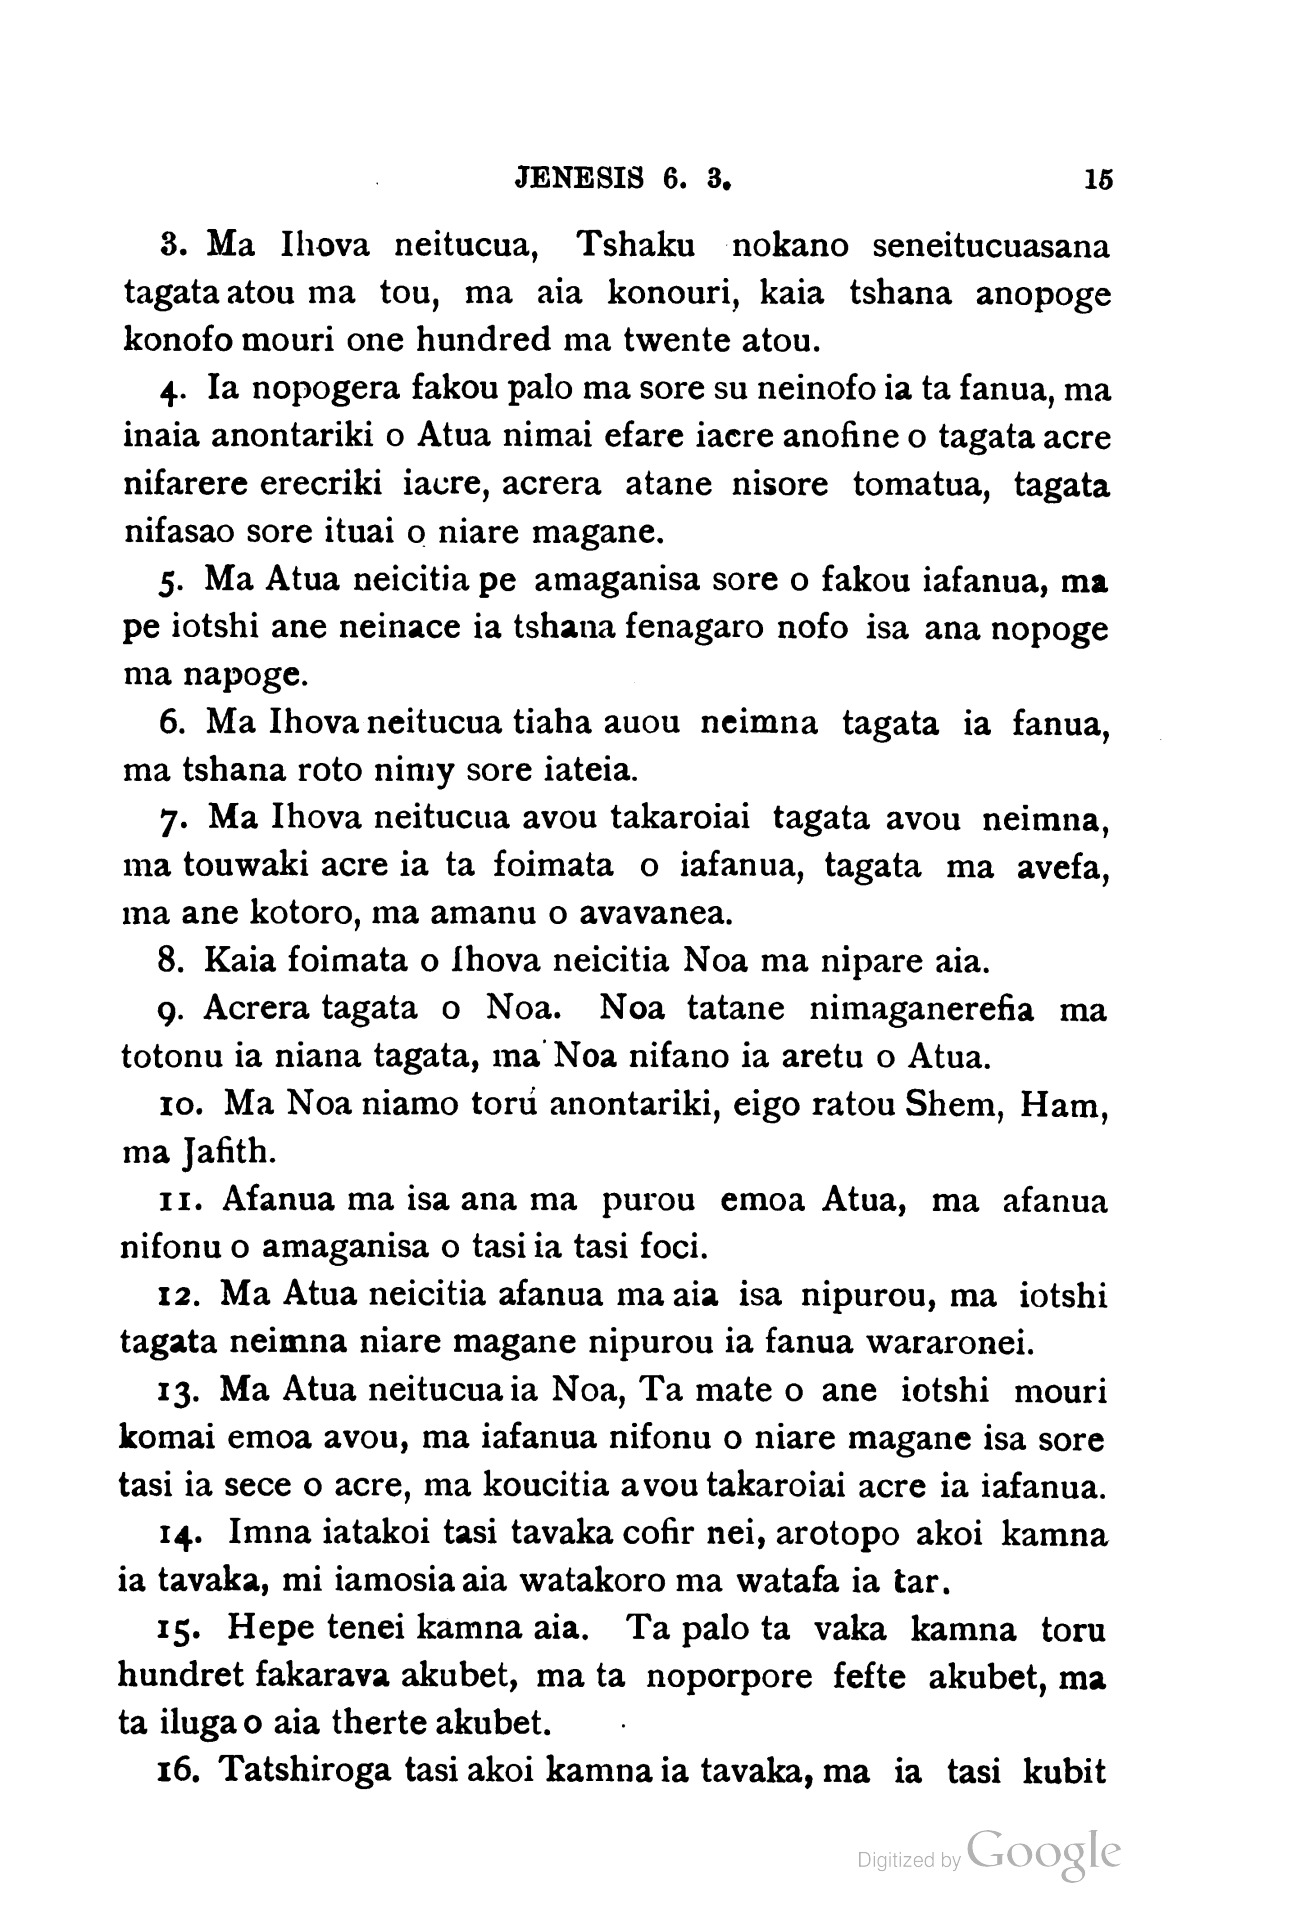 JENESIS 6. 3. 15
3. Ma Ihova neitucua, Tshaku nokano seneitucuasana
tagata atou ma tou, ma aia konouri, kaia tshana anopoge
konofo mouri one hundred ma twente atou.
4. Ia nopogera fakou palo ma sore su neinofo ia ta fanua, ma
inaia anontariki o Atua nimai efare iacre anofine o tagata acre
nifarere erecriki iacre, acrera atane nisore tomatua, tagata
nifasao sore ituai o niare magane.
5. Ma Atua neicitia pe amaganisa sore o fakou iafanua, ma
pe iotshi ane neinace ia tshana fenagaro nofo isa ana nopoge
ma napoge.
6. Ma Ihova neitucua tiaha auou neimna tagata ia fanua,
ma tshana roto nimy sore iateia.
7. Ma Ihova neitucua avou takaroiai tagata avou neimna,
ma touwaki acre ia ta foimata o iafanua, tagata ma avefa,
ma ane kotoro, ma amanu o avavanea.
8. Kaia foimata o Ihova neicitia Noa ma nipare aia.
9. Acrera tagata o Noa. Noa tatane nimaganerefia ma
totonu ia niana tagata, ma Noa nifano ia aretu o Atua.
10. Ma Noa niamo torú anontariki, eigo ratou Shem, Ham,
ma Jafith.
11. Afanua ma isa ana ma purou emoa Atua, ma afanua
nifonu o amaganisa o tasi ia tasi foci.
12. Ma Atua neicitia afanua ma aia isa nipurou, ma iotshi
tagata neimna niare magane nipurou ia fanua wararonei.
13. Ma Atua neitucua ia Noa, Ta mate o ane iotshi mouri
komai emoa avou, ma iafanua nifonu o niare magane isa sore
tasi ia sece o acre, ma koucitia avou takaroiai acre ia iafanua.
14. Imna iatakoi tasi tavaka cofir nei, arotopo akoi kamna
ia tavaka, mi iamosia aia watakoro ma watafa ia tar.
15. Hepe tenei kamna aia. Ta palo ta vaka kamna toru
hundret fakarava akubet, ma ta noporpore fefte akubet, ma
ta iluga o aia therte akubet.
16. Tatshiroga tasi akoi kamna ia tavaka, ma ia tasi kubit
Digitized by Google